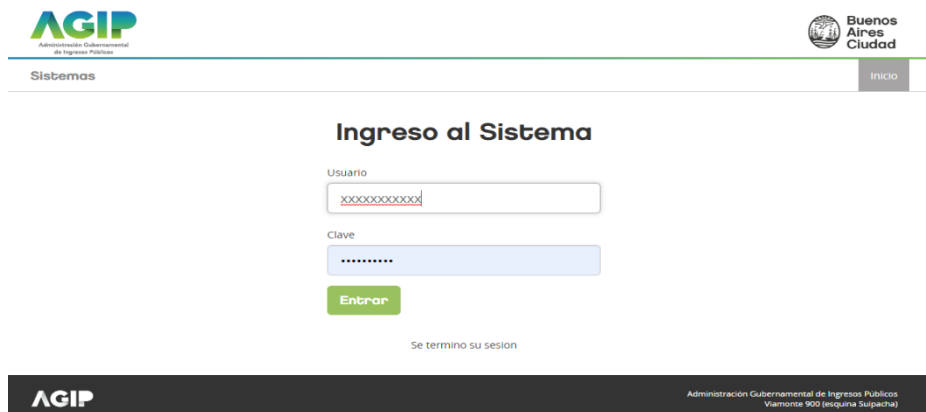 AGIP
Administración Gubernamental
de Ingresos Públicos
Buenos
Aires
Ciudad
Sistemas
Inicio
Ingreso al Sistema
Usuario
xxxxxxxxxxx
Clave
••••••••••
Entrar
Se termino su sesion
AGIP
Administración Gubernamental de Ingresos Públicos
Viamonte 900 (esquina Suipacha)